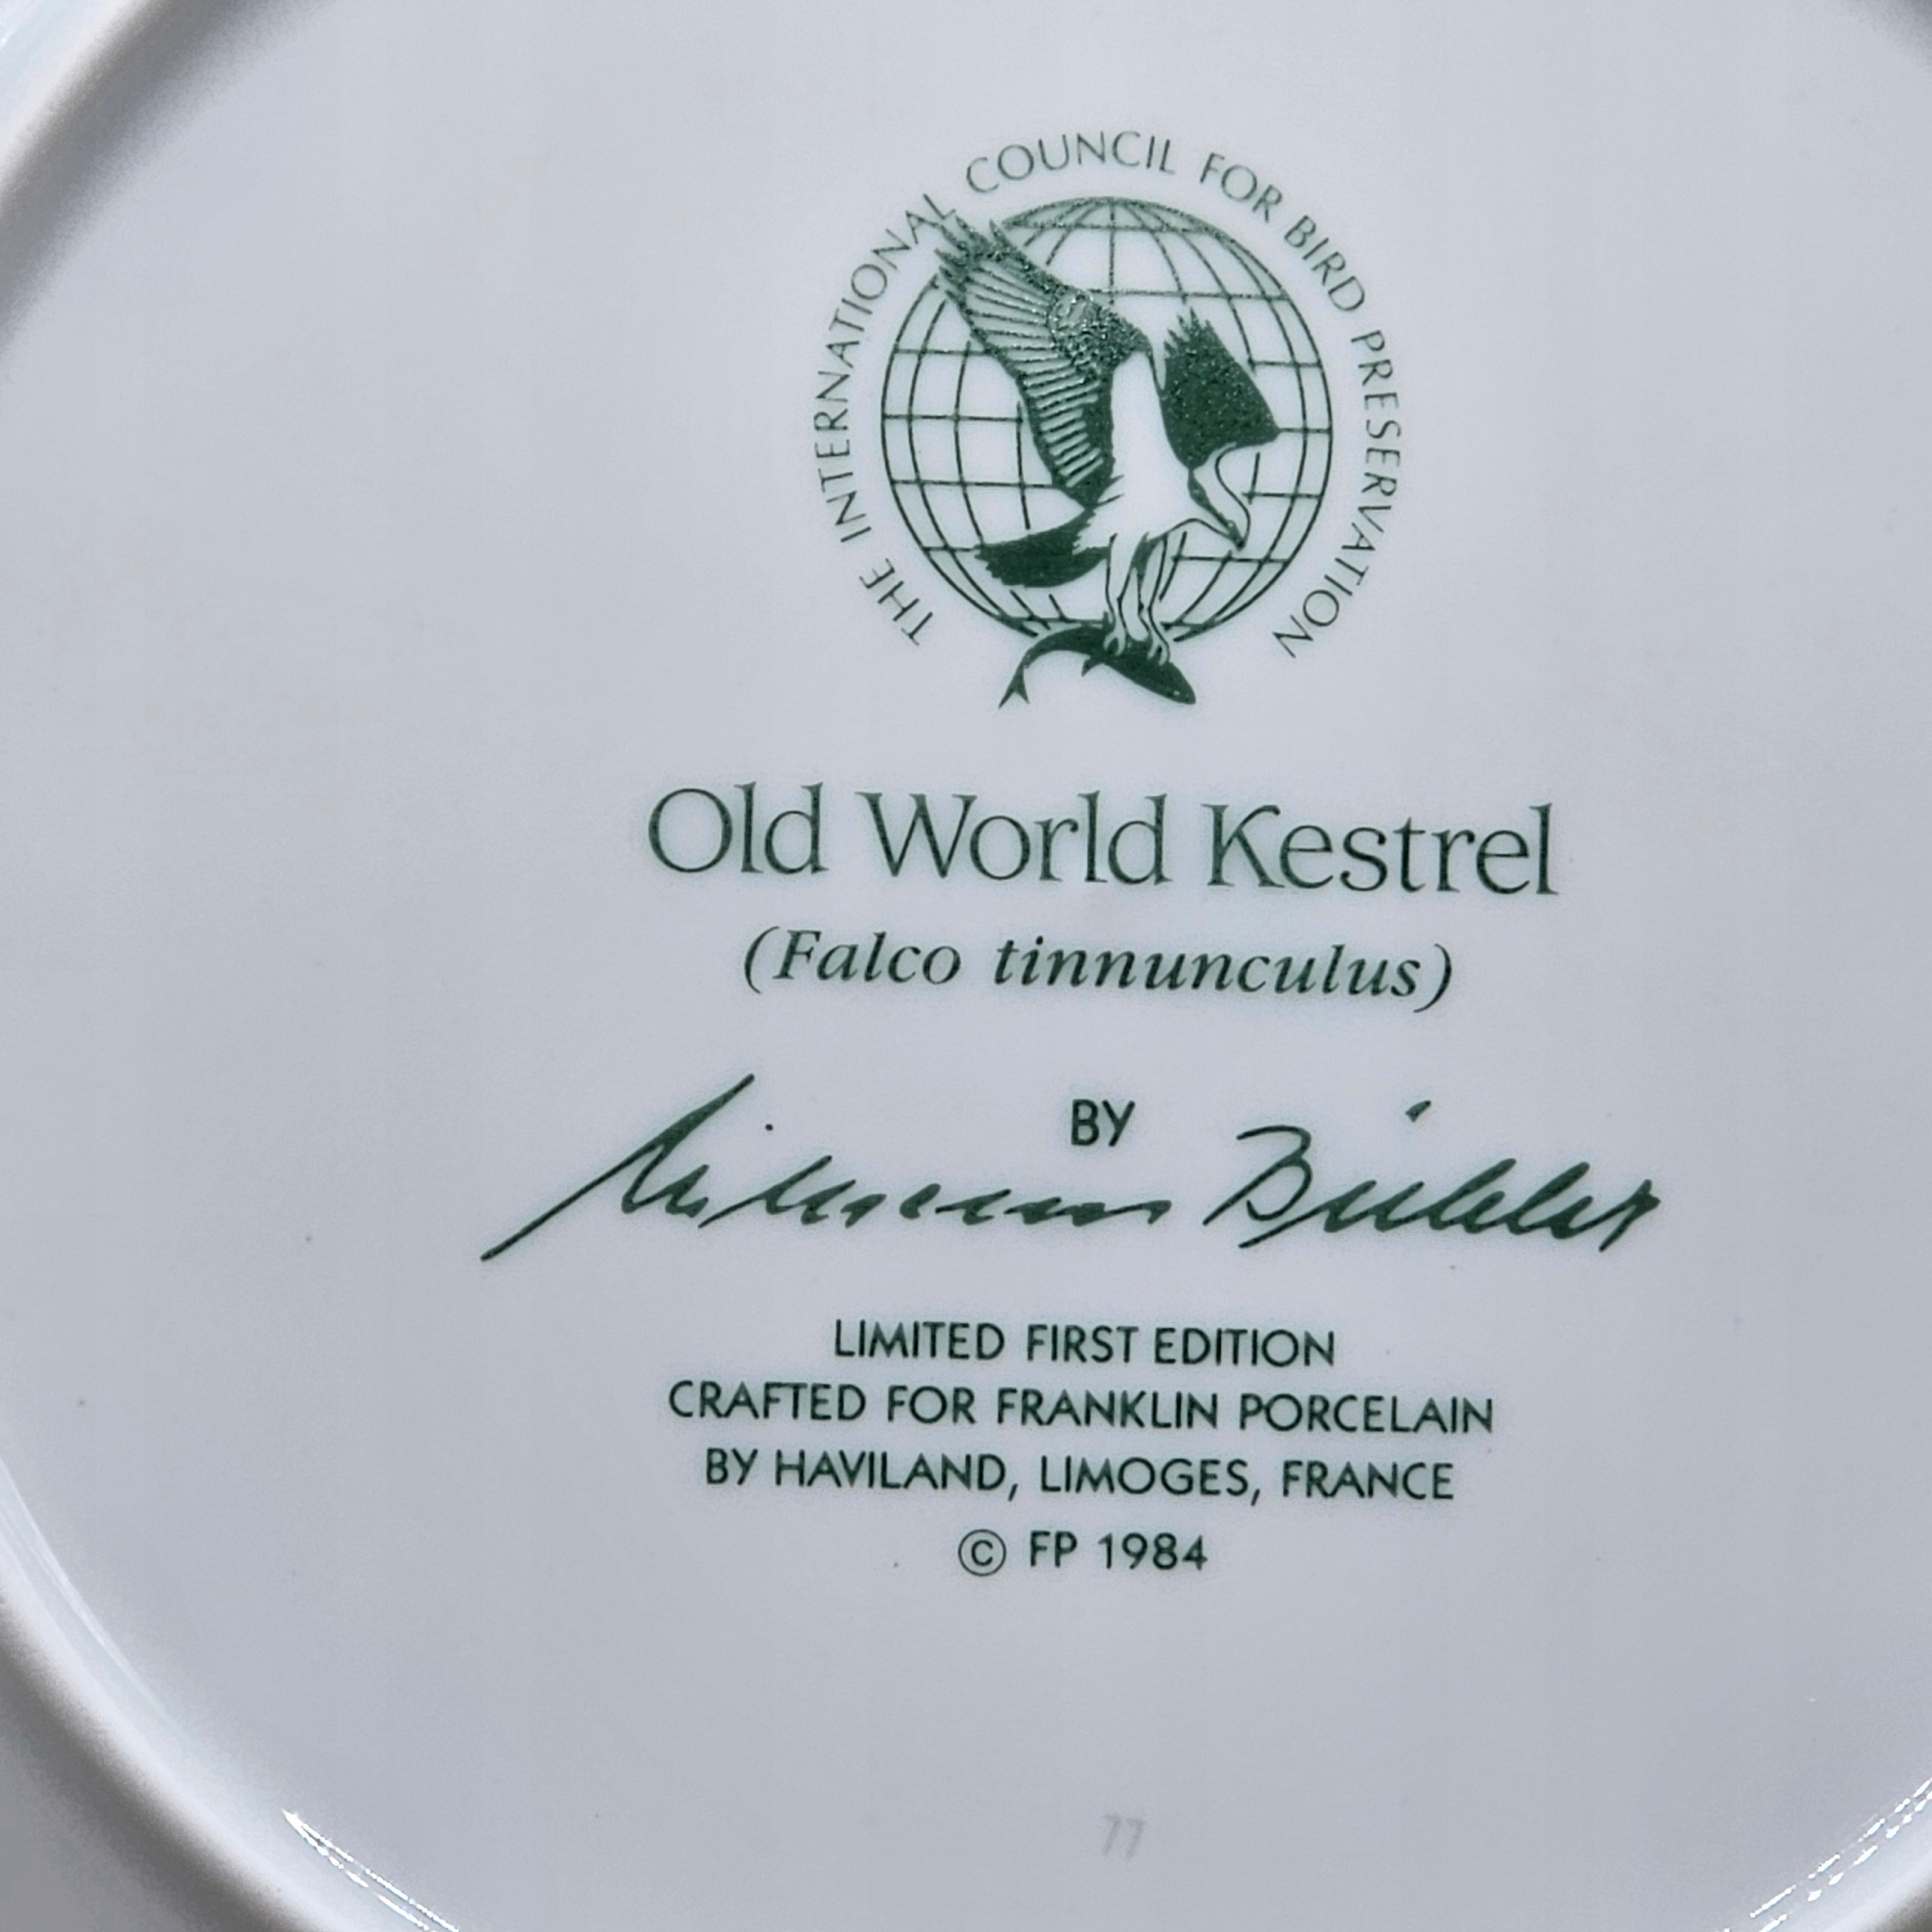 THE INTERNATIONAL COUNCIL FOR BIRD PRESERVATION
Old World Kestrel
(Falco tinnunculus)
BY
LIMITED FIRST EDITION
CRAFTED FOR FRANKLIN PORCELAIN
BY HAVILAND, LIMOGES, FRANCE
© FP 1984
77